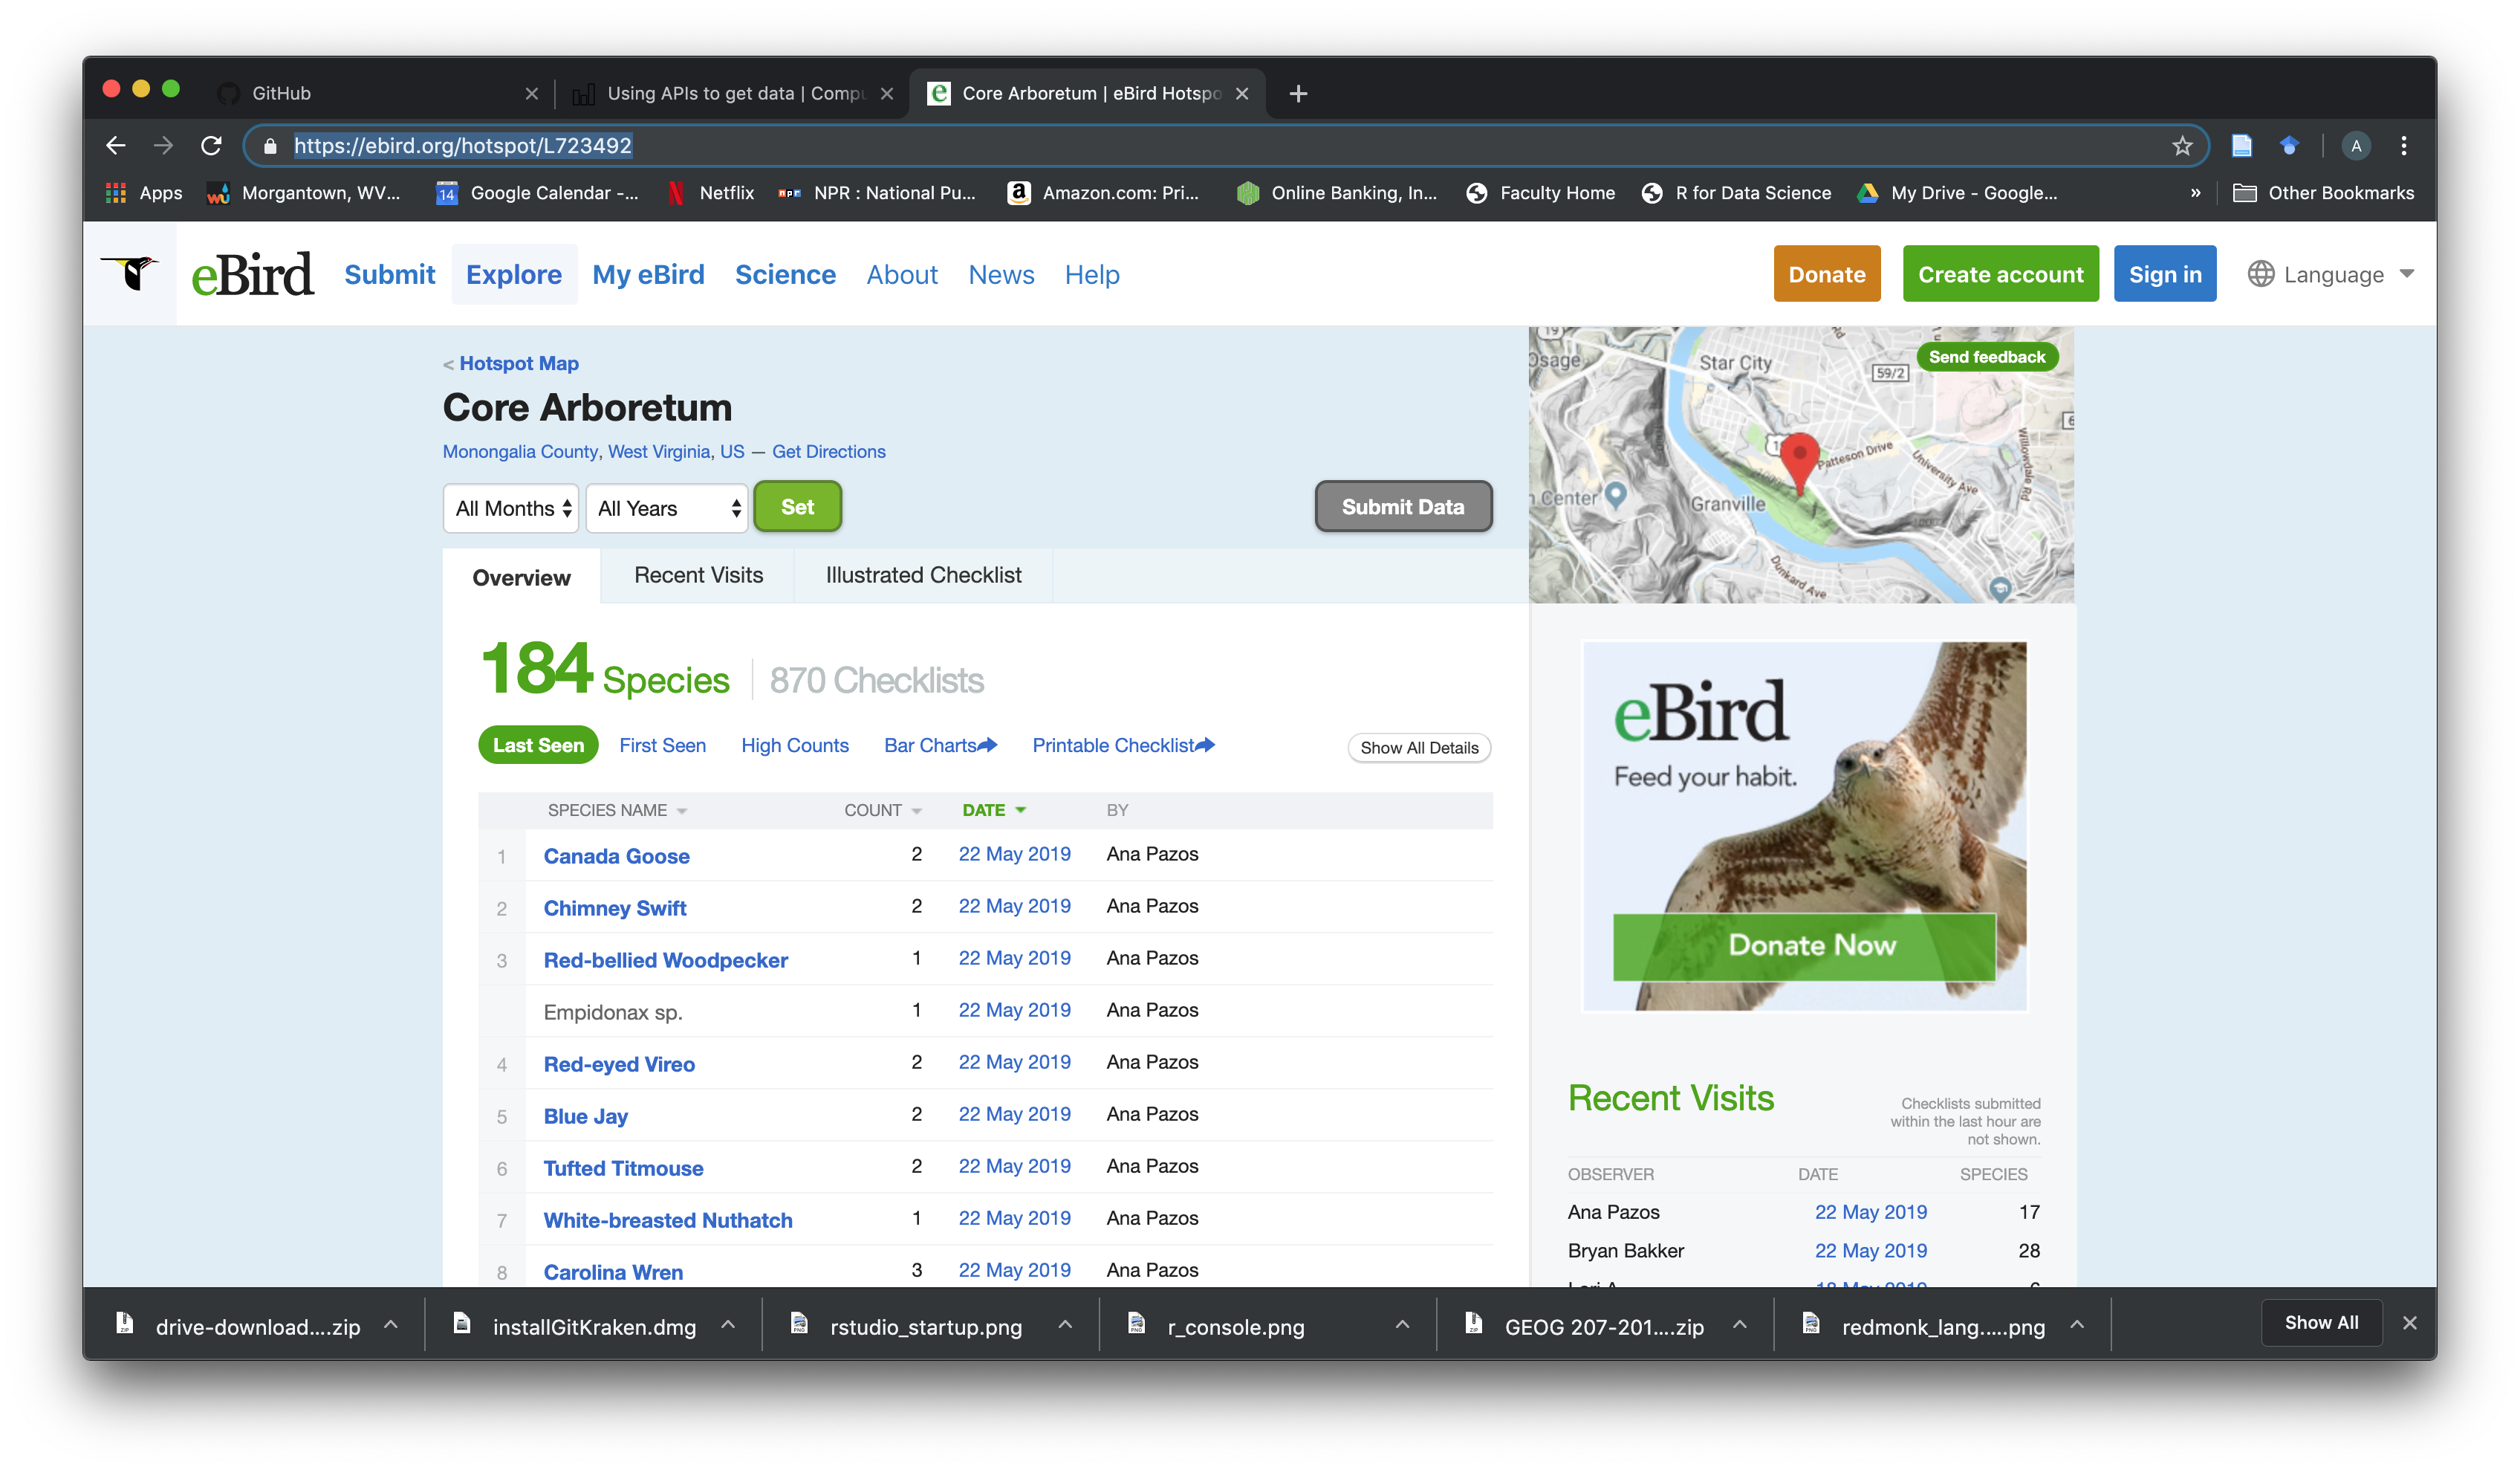 GitHub
Using APIs to get data | Compu
Core Arboretum | eBird Hotspo
https://ebird.org/hotspot/L723492
A
Apps
Morgantown, WV...
14
Google Calendar -...
Netflix
npr
NPR : National Pu...
Amazon.com: Pri...
Online Banking, In...
Faculty Home
R for Data Science
My Drive - Google...
»
Other Bookmarks
eBird
Submit
Explore
My eBird
Science
About
News
Help
Donate
Create account
Sign in
Language
< Hotspot Map
Core Arboretum
Monongalia County, West Virginia, US — Get Directions
All Months
All Years
Set
Submit Data
Osage
19
Star City
59/2
Send feedback
Patteson Drive
University Ave
Willowdale Rd
Center
Granville
Dunkard Ave
Overview
Recent Visits
Illustrated Checklist
184 Species
870 Checklists
Last Seen
First Seen
High Counts
Bar Charts
Printable Checklist
Show All Details
SPECIES NAME COUNT DATE BY
1 Canada Goose 2 22 May 2019 Ana Pazos
2 Chimney Swift 2 22 May 2019 Ana Pazos
3 Red-bellied Woodpecker 1 22 May 2019 Ana Pazos
Empidonax sp. 1 22 May 2019 Ana Pazos
4 Red-eyed Vireo 2 22 May 2019 Ana Pazos
5 Blue Jay 2 22 May 2019 Ana Pazos
6 Tufted Titmouse 2 22 May 2019 Ana Pazos
7 White-breasted Nuthatch 1 22 May 2019 Ana Pazos
8 Carolina Wren 3 22 May 2019 Ana Pazos
eBird
Feed your habit.
Donate Now
Recent Visits
Checklists submitted
within the last hour are
not shown.
OBSERVER DATE SPECIES
Ana Pazos 22 May 2019 17
Bryan Bakker 22 May 2019 28
drive-download....zip
installGitKraken.dmg
rstudio_startup.png
r_console.png
GEOG 207-201....zip
redmonk_lang.....png
Show All